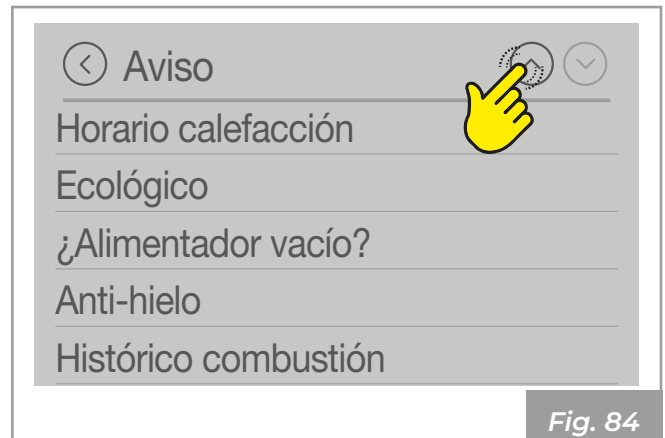 Aviso
Horario calefacción
Ecológico
¿Alimentador vacío?
Anti-hielo
Histórico combustión
Fig. 84